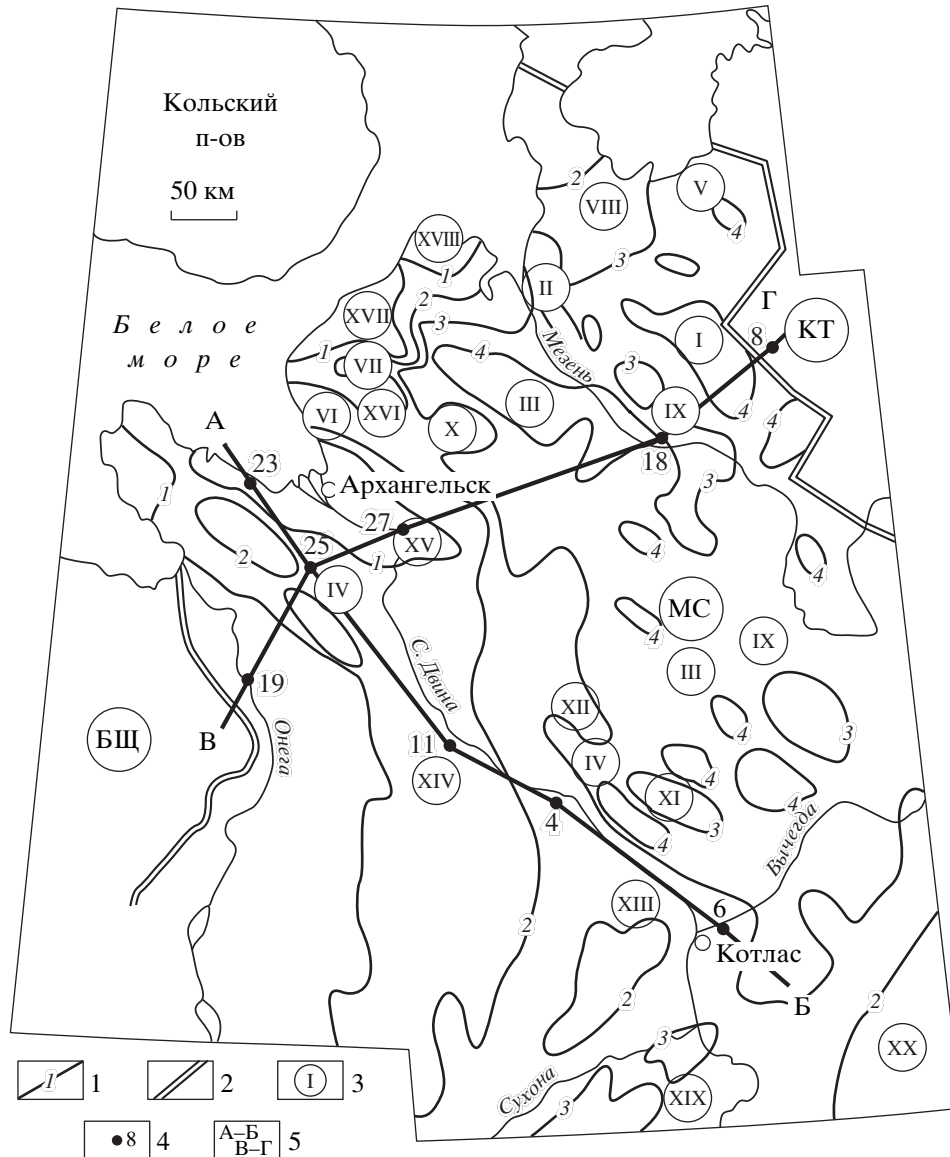 Кольский
п-ов
50 км
2
VIII
V
4
XVIII
3
1
II
2
Г
XVII
3
I
8
КТ
Белое
море
1
Мезень
4
VII
3
III
IX
4
VI
XVI
X
4
А
18
23
3
1
Архангельск
27
XV
4
2
25
1
4
IV
МС
4
IX
С. Двина
III
19
XII
4
3
БЩ
В
Онега
11
IV
4
XIV
XI
4
4
3
4
Вычегда
6
XIII
2
Котлас
Б
2
2
3
XX
Сухона
3
XIX
1 1
2
I 3
8 4
А–Б
В–Г 5